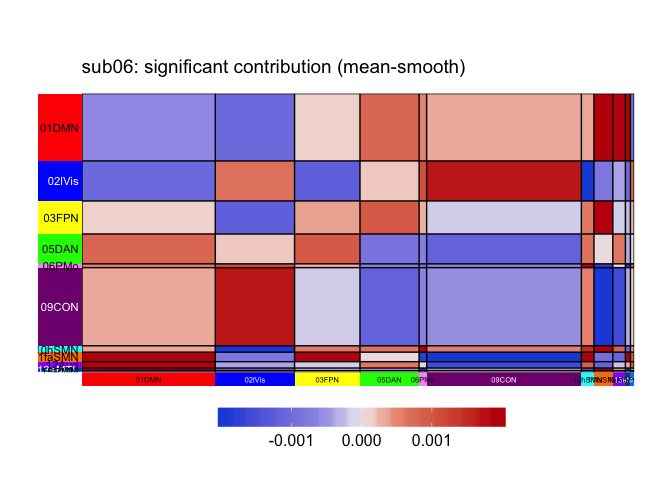 sub06: significant contribution (mean-smooth)
01DMN
02lVis
03FPN
05DAN
06PMo
09CON
01DMN 02lVis 03FPN 05DAN 06PMo 09CON
-0.001 0.000 0.001